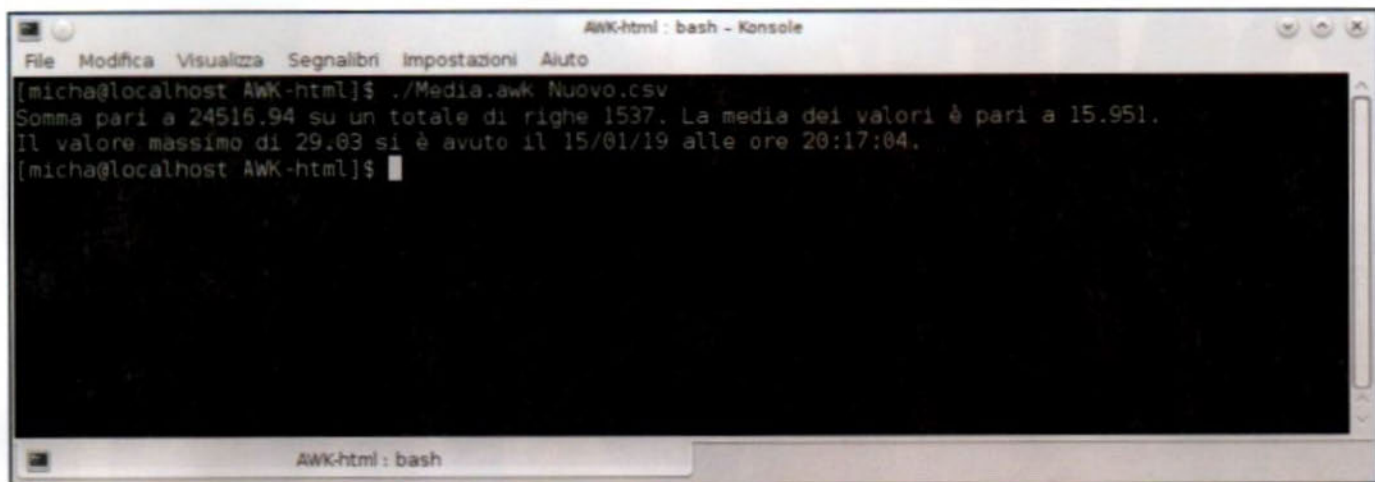 AWK-html : bash – Konsole
File Modifica Visualizza Segnalibri Impostazioni Aiuto
[micha@localhost AWK-html]$ ./Media.awk Nuovo.csv
Somma pari a 24516.94 su un totale di righe 1537. La media dei valori è pari a 15.951.
Il valore massimo di 29.03 si è avuto il 15/01/19 alle ore 20:17:04.
[micha@localhost AWK-html]$
AWK-html : bash